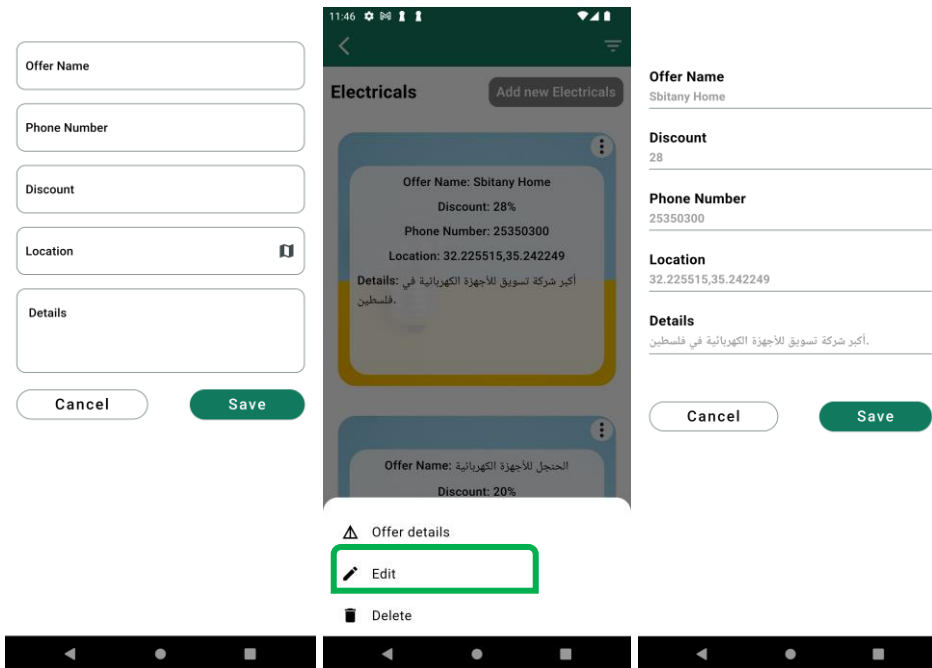 Offer Name
Phone Number
Discount
Location
Details
Cancel
Save
11:46
Electricals
Add new Electricals
Offer Name: Sbitany Home
Discount: 28%
Phone Number: 25350300
Location: 32.225515,35.242249
Details: أكبر شركة تسويق للأجهزة الكهربائية في
فلسطين.
Offer Name: الحنجل للأجهزة الكهربائية
Discount: 20%
Offer details
Edit
Delete
Offer Name
Sbitany Home
Discount
28
Phone Number
25350300
Location
32.225515,35.242249
Details
أكبر شركة تسويق للأجهزة الكهربائية في فلسطين.
Cancel
Save